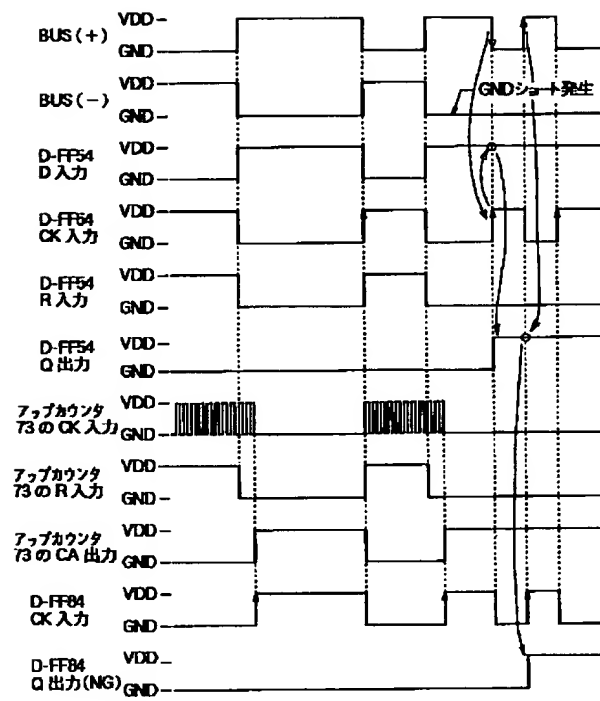 BUS(+) VDD GND
BUS(−) VDD GND
GNDショート発生
D-FF54 D入力 VDD GND
D-FF54 CK入力 VDD GND
D-FF54 R入力 VDD GND
D-FF54 Q出力 VDD GND
アップカウンタ 73のCK入力 VDD GND
アップカウンタ 73のR入力 VDD GND
アップカウンタ 73のCA出力 VDD GND
D-FF84 CK入力 VDD GND
D-FF84 Q出力(NG) VDD GND